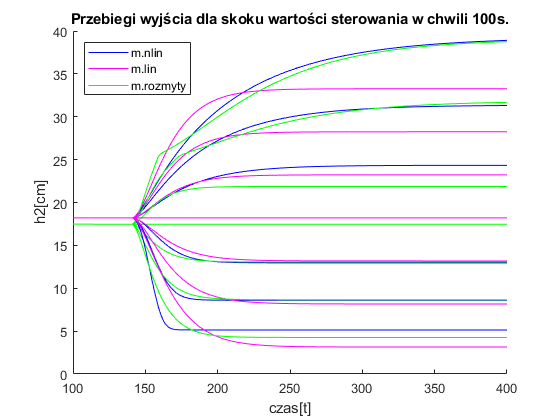 Przebiegi wyjścia dla skoku wartości sterowania w chwili 100s.
m.nlin
m.lin
m.rozmyty
h2[cm]
40
35
30
25
20
15
10
5
0
100
150
200
250
300
350
400
czas[t]